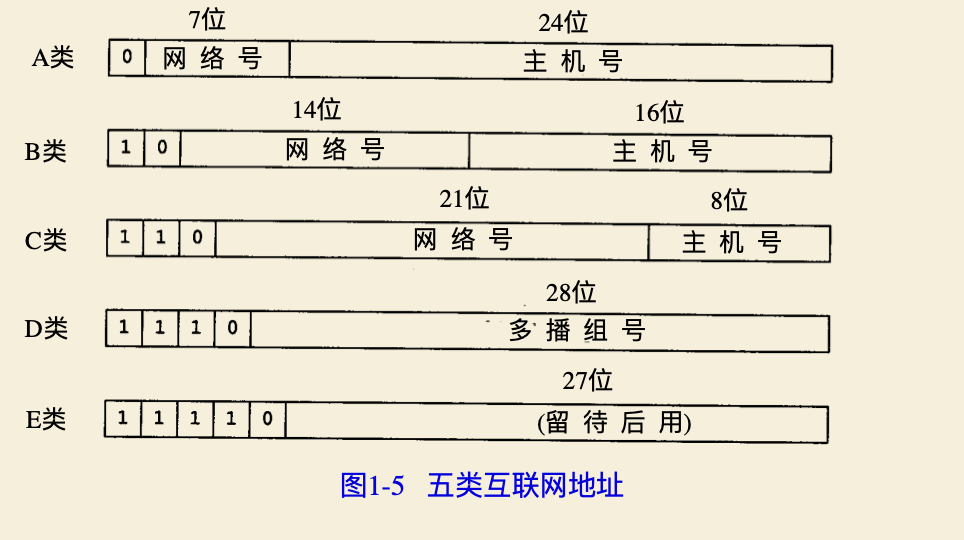 7位 24位
A类 0 网络号 主机号
14位 16位
B类 1 0 网络号 主机号
21位 8位
C类 1 1 0 网络号 主机号
28位
D类 1 1 1 0 多播组号
27位
E类 1 1 1 1 0 (留待后用)
图1-5 五类互联网地址